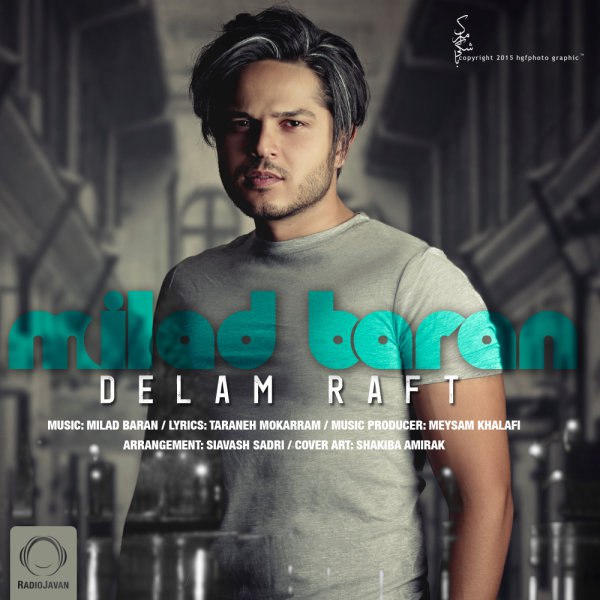 copyright 2015 hgfphoto graphic™
milad baran
DELAM RAFT
MUSIC: MILAD BARAN / LYRICS: TARANEH MOKARRAM / MUSIC PRODUCER: MEYSAM KHALAFI
ARRANGEMENT: SIAVASH SADRI / COVER ART: SHAKIBA AMIRAK
RADIOJAVAN